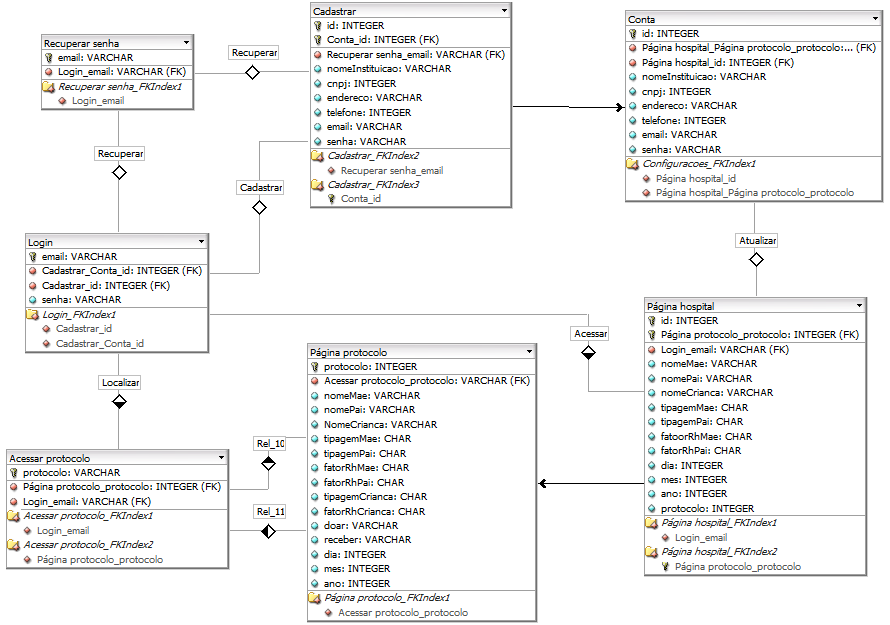 Recuperar senha
email: VARCHAR
Login_email: VARCHAR (FK)
Recuperar senha_FKIndex1
Login_email
Recuperar
Cadastrar
id: INTEGER
Conta_id: INTEGER (FK)
Recuperar senha_email: VARCHAR (FK)
nomeInstituicao: VARCHAR
cnpj: INTEGER
endereco: VARCHAR
telefone: INTEGER
email: VARCHAR
senha: VARCHAR
Cadastrar_FKIndex2
Recuperar senha_email
Cadastrar_FKIndex3
Conta_id
Conta
id: INTEGER
Página hospital_Página protocolo_protocolo:... (FK)
Página hospital_id: INTEGER (FK)
nomeInstituicao: VARCHAR
cnpj: INTEGER
endereco: VARCHAR
telefone: INTEGER
email: VARCHAR
senha: VARCHAR
Configuracoes_FKIndex1
Página hospital_id
Página hospital_Página protocolo_protocolo
Recuperar
Cadastrar
Atualizar
Login
email: VARCHAR
Cadastrar_Conta_id: INTEGER (FK)
Cadastrar_id: INTEGER (FK)
senha: VARCHAR
Login_FKIndex1
Cadastrar_id
Cadastrar_Conta_id
Acessar
Localizar
Página protocolo
protocolo: INTEGER
Acessar protocolo_protocolo: VARCHAR (FK)
nomeMae: VARCHAR
nomePai: VARCHAR
NomeCrianca: VARCHAR
tipagemMae: CHAR
tipagemPai: CHAR
fatorRhMae: CHAR
fatorRhPai: CHAR
tipagemCrianca: CHAR
fatorRhCrianca: CHAR
doar: VARCHAR
receber: VARCHAR
dia: INTEGER
mes: INTEGER
ano: INTEGER
Página protocolo_FKIndex1
Acessar protocolo_protocolo
Página hospital
id: INTEGER
Página protocolo_protocolo: INTEGER (FK)
Login_email: VARCHAR (FK)
nomeMae: VARCHAR
nomePai: VARCHAR
nomeCrianca: VARCHAR
tipagemMae: CHAR
tipagemPai: CHAR
fatoorRhMae: CHAR
fatorRhPai: CHAR
dia: INTEGER
mes: INTEGER
ano: INTEGER
protocolo: INTEGER
Página hospital_FKIndex1
Login_email
Página hospital_FKIndex2
Página protocolo_protocolo
Acessar protocolo
protocolo: VARCHAR
Página protocolo_protocolo: INTEGER (FK)
Login_email: VARCHAR (FK)
Acessar protocolo_FKIndex1
Login_email
Acessar protocolo_FKIndex2
Página protocolo_protocolo
Rel_10
Rel_11